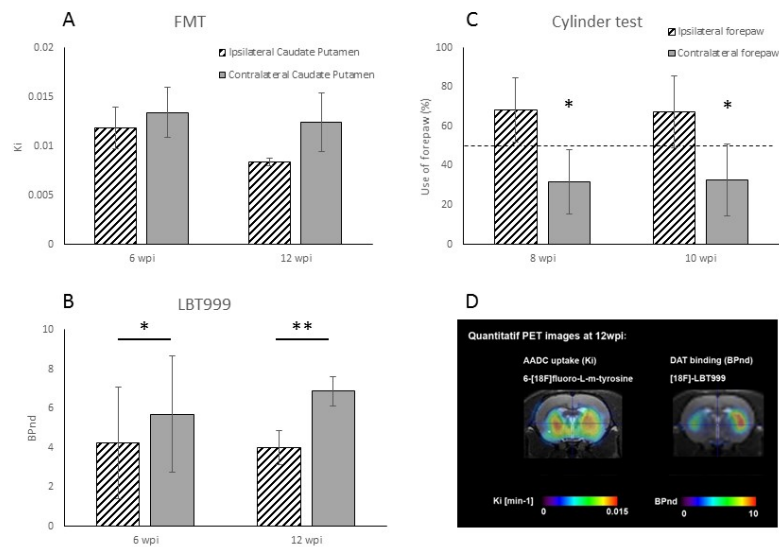 A
FMT
Ipsilateral Caudate Putamen
Contralateral Caudate Putamen
0.02
0.015
0.01
0.005
0
Ki
6 wpi
12 wpi
C
Cylinder test
Ipsilateral forepaw
Contralateral forepaw
100
80
60
40
20
0
Use of forepaw (%)
*
*
8 wpi
10 wpi
B
LBT999
10
8
6
4
2
0
BPnd
*
**
6 wpi
12 wpi
D
Quantitatif PET images at 12wpi:
AADC uptake (Ki)
6-[18F]fluoro-L-m-tyrosine
DAT binding (BPnd)
[18F]-LBT999
Ki [min-1]
0
0.015
BPnd
0
10